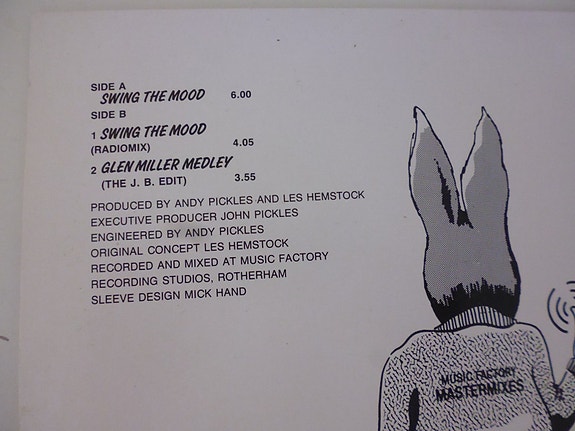 SIDE A
SWING THE MOOD 6.00
SIDE B
1 SWING THE MOOD
(RADIOMIX) 4.05
2 GLEN MILLER MEDLEY
(THE J. B. EDIT) 3.55
PRODUCED BY ANDY PICKLES AND LES HEMSTOCK
EXECUTIVE PRODUCER JOHN PICKLES
ENGINEERED BY ANDY PICKLES
ORIGINAL CONCEPT LES HEMSTOCK
RECORDED AND MIXED AT MUSIC FACTORY
RECORDING STUDIOS, ROTHERHAM
SLEEVE DESIGN MICK HAND
MUSIC FACTORY
MASTERMIXES